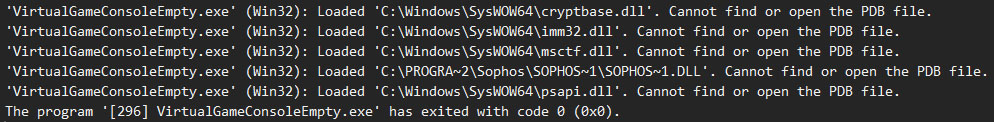 'VirtualGameConsoleEmpty.exe' (Win32): Loaded 'C:\Windows\SysWOW64\cryptbase.dll'. Cannot find or open the PDB file.
'VirtualGameConsoleEmpty.exe' (Win32): Loaded 'C:\Windows\SysWOW64\imm32.dll'. Cannot find or open the PDB file.
'VirtualGameConsoleEmpty.exe' (Win32): Loaded 'C:\Windows\SysWOW64\msctf.dll'. Cannot find or open the PDB file.
'VirtualGameConsoleEmpty.exe' (Win32): Loaded 'C:\PROGRA~2\Sophos\SOPHOS~1\SOPHOS~1.DLL'. Cannot find or open the PDB file.
'VirtualGameConsoleEmpty.exe' (Win32): Loaded 'C:\Windows\SysWOW64\psapi.dll'. Cannot find or open the PDB file.
The program '[296] VirtualGameConsoleEmpty.exe' has exited with code 0 (0x0).